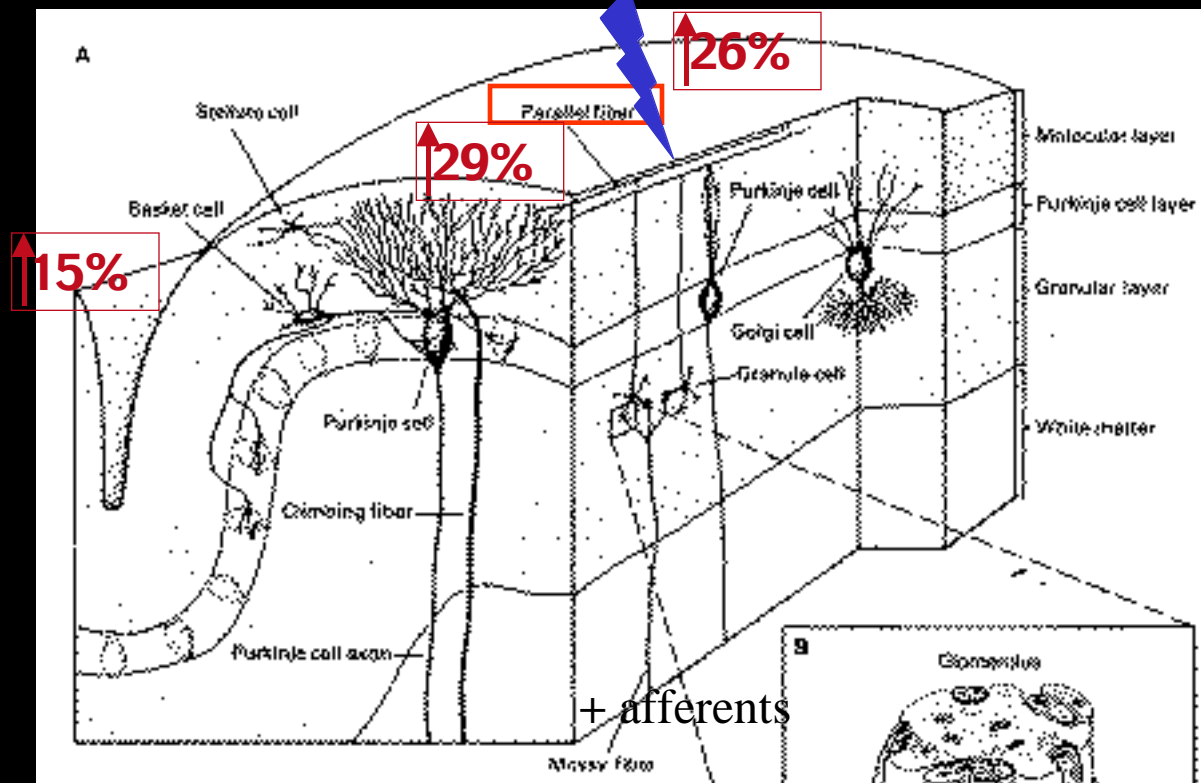 A
26%
Stellate cell
Parallel fiber
Molecular layer
29%
Purkinje cell
Purkinje cell layer
Basket cell
15%
Granular layer
Golgi cell
Granule cell
Purkinje cell
White matter
Climbing fiber
Purkinje cell axon
B
Glomerulus
+ afferents
Mossy fibre